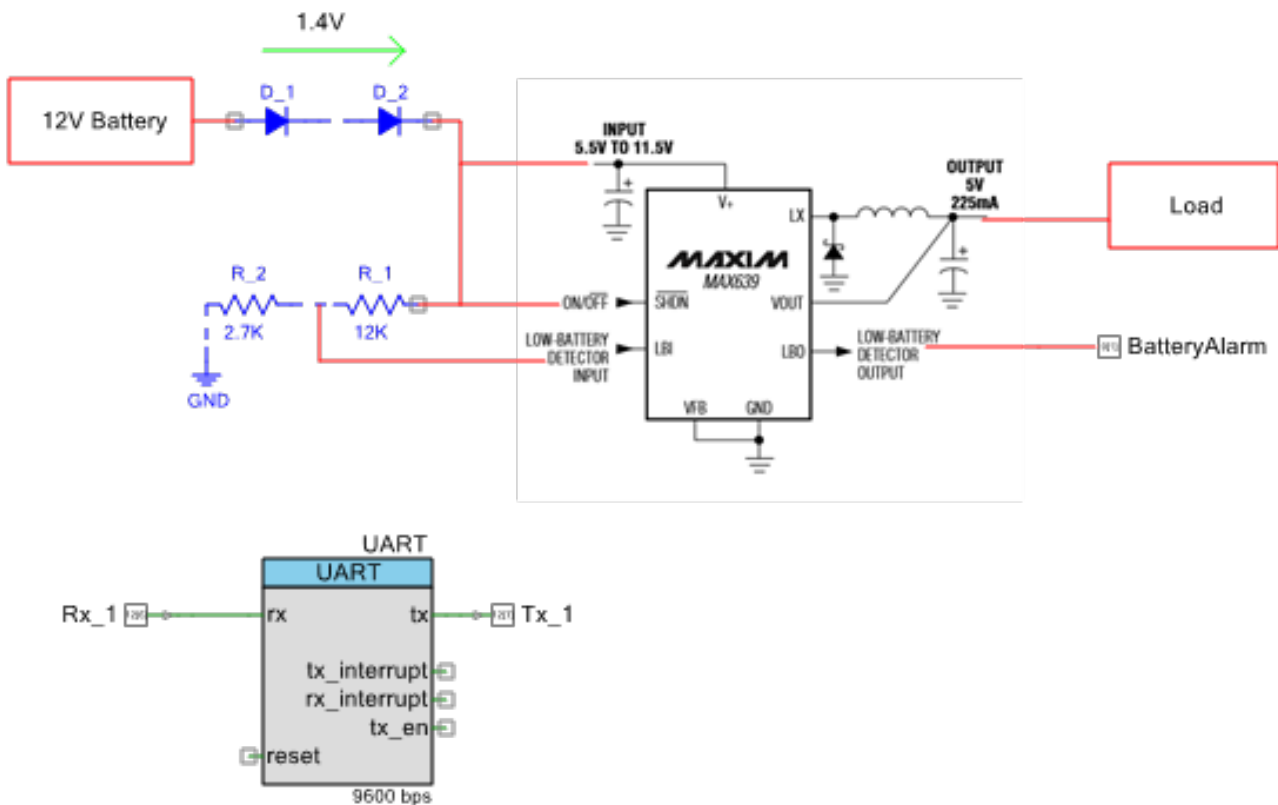 1.4V
12V Battery
D_1
D_2
INPUT
5.5V TO 11.5V
V+
LX
OUTPUT
5V
225mA
Load
MAXIM
MAX639
R_2
R_1
2.7K
12K
GND
ON/OFF
SHDN
VOUT
LOW-BATTERY
DETECTOR
INPUT
LBI
LBO
LOW-BATTERY
DETECTOR
OUTPUT
BatteryAlarm
VFB
GND
UART
UART
Rx_1
rx
tx
Tx_1
tx_interrupt
rx_interrupt
tx_en
reset
9600 bps